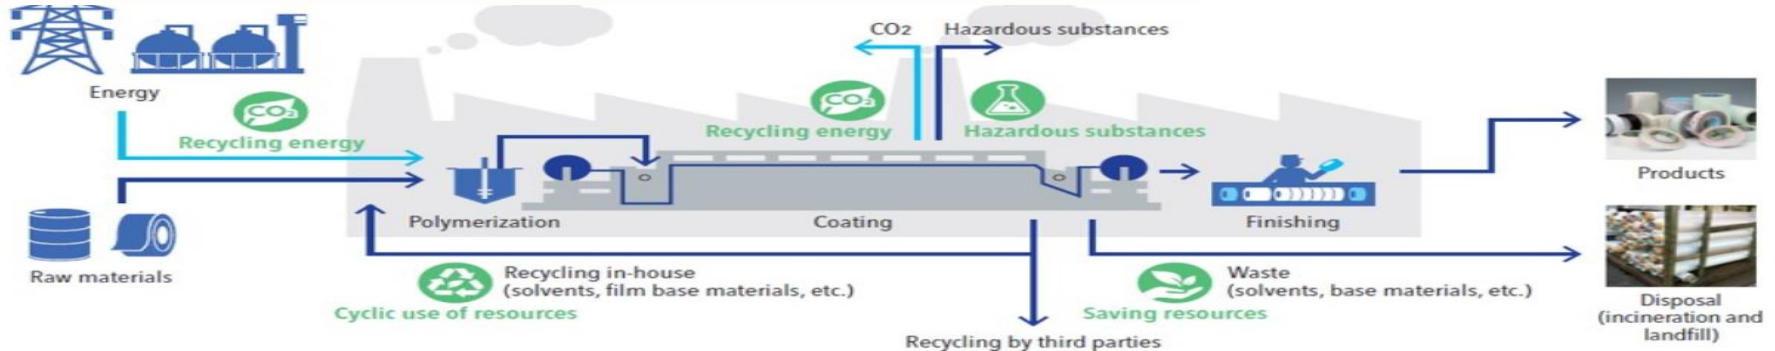 CO2
Hazardous substances
Energy
CO2
Recycling energy
CO2
Recycling energy
Hazardous substances
Products
Raw materials
Polymerization
Coating
Finishing
Recycling in-house
(solvents, film base materials, etc.)
Cyclic use of resources
Waste
(solvents, base materials, etc.)
Saving resources
Disposal
(incineration and
landfill)
Recycling by third parties